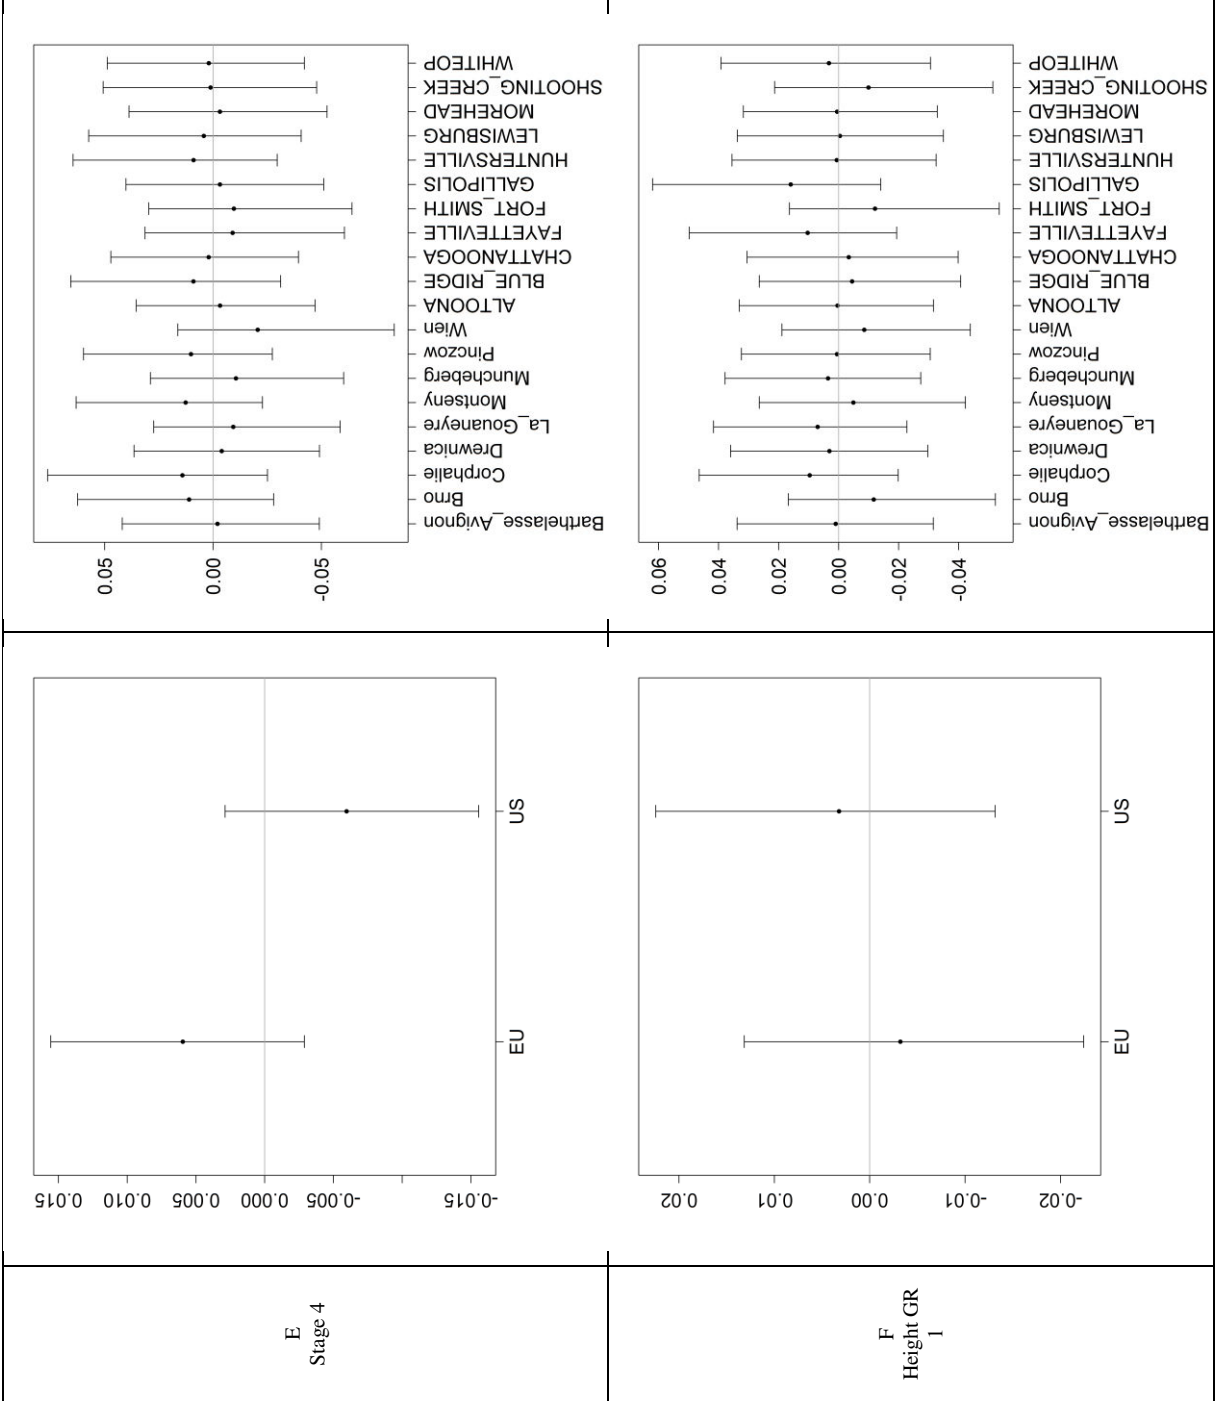 E
Stage 4
0.015
0.010
0.005
0.000
-0.005
-0.015
EU
US
0.05
0.00
-0.05
Barthelasse_Avignon
Brno
Corphalie
Drewnica
La_Gouaneyre
Montseny
Muncheberg
Pinczow
Wien
ALTOONA
BLUE_RIDGE
CHATTANOOGA
FAYETTEVILLE
FORT_SMITH
GALLIPOLIS
HUNTERSVILLE
LEWISBURG
MOREHEAD
SHOOTING_CREEK
WHITEOP
F
Height GR
1
0.02
0.01
0.00
-0.01
-0.02
EU
US
0.06
0.04
0.02
0.00
-0.02
-0.04
Barthelasse_Avignon
Brno
Corphalie
Drewnica
La_Gouaneyre
Montseny
Muncheberg
Pinczow
Wien
ALTOONA
BLUE_RIDGE
CHATTANOOGA
FAYETTEVILLE
FORT_SMITH
GALLIPOLIS
HUNTERSVILLE
LEWISBURG
MOREHEAD
SHOOTING_CREEK
WHITEOP